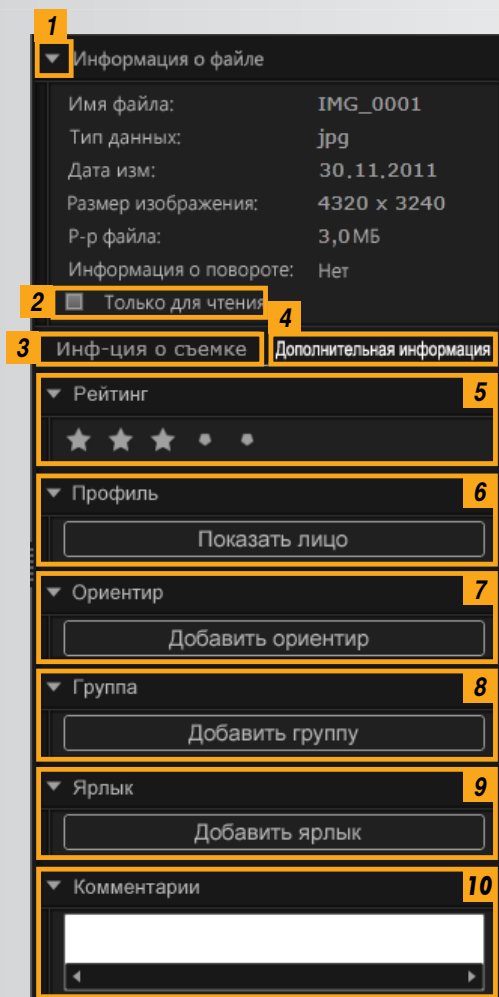 1
Информация о файле
Имя файла: IMG_0001
Тип данных: jpg
Дата изм: 30.11.2011
Размер изображения: 4320 x 3240
Р-р файла: 3,0МБ
Информация о повороте: Нет
2 Только для чтения
4
3 Инф-ция о съемке Дополнительная информация
Рейтинг 5
Профиль 6
Показать лицо
Ориентир 7
Добавить ориентир
Группа 8
Добавить группу
Ярлык 9
Добавить ярлык
Комментарии 10